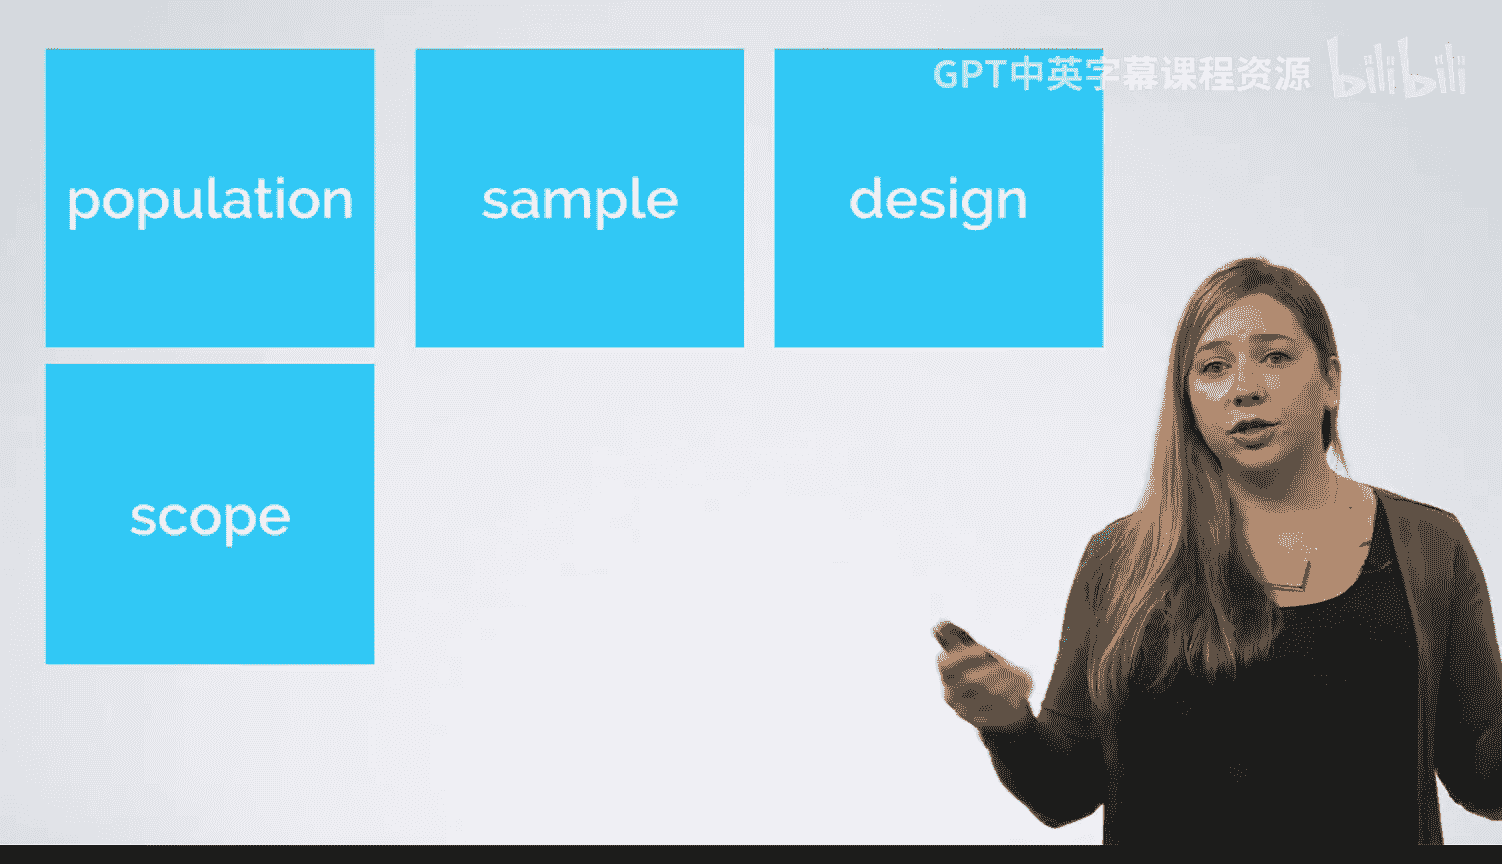 GPT中英字幕课程资源 bilibili
population
sample
design
scope